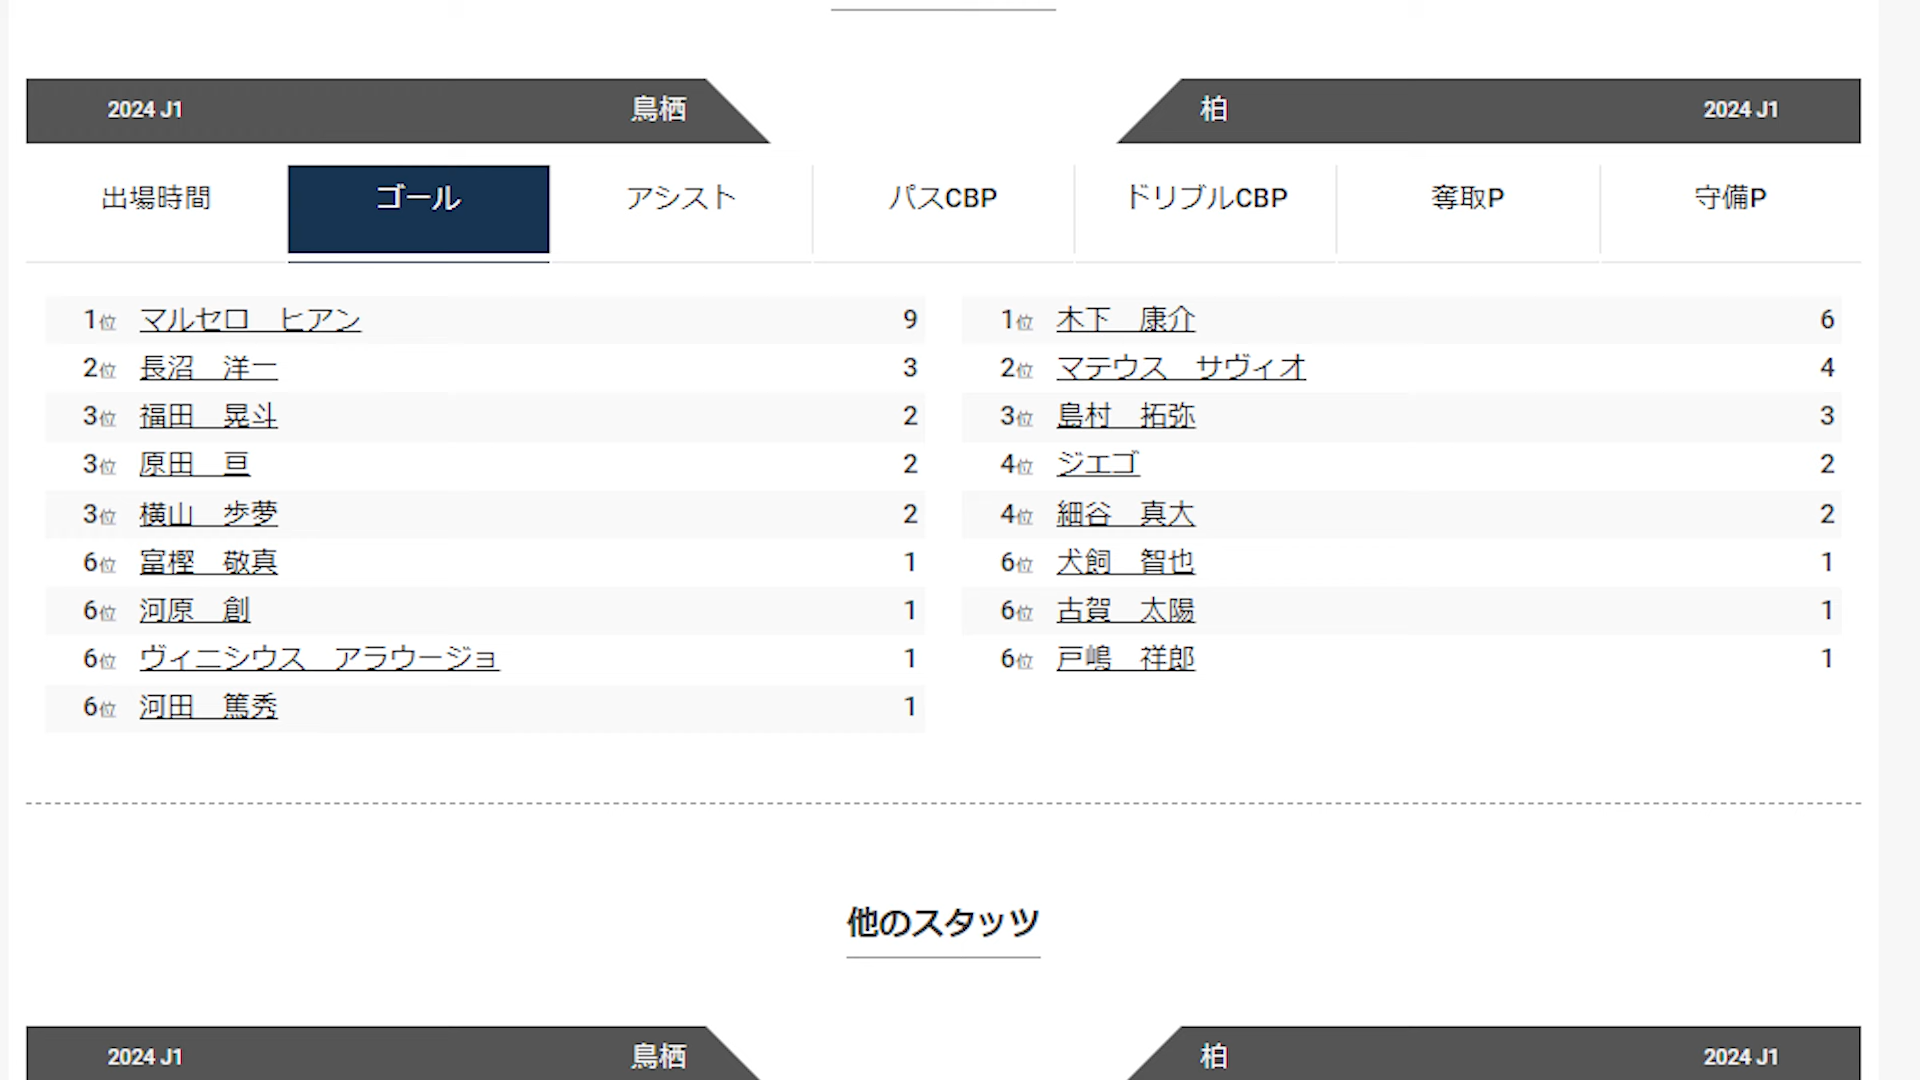 2024 J1 鳥栖 柏 2024 J1
出場時間 ゴール アシスト パスCBP ドリブルCBP 奪取P 守備P
1位 マルセロ　ヒアン 9
2位 長沼　洋一 3
3位 福田　晃斗 2
3位 原田　亘 2
3位 横山　歩夢 2
6位 富樫　敬真 1
6位 河原　創 1
6位 ヴィニシウス　アラウージョ 1
6位 河田　篤秀 1
1位 木下　康介 6
2位 マテウス　サヴィオ 4
3位 島村　拓弥 3
4位 ジエゴ 2
4位 細谷　真大 2
6位 犬飼　智也 1
6位 古賀　太陽 1
6位 戸嶋　祥郎 1
他のスタッツ
2024 J1 鳥栖 柏 2024 J1